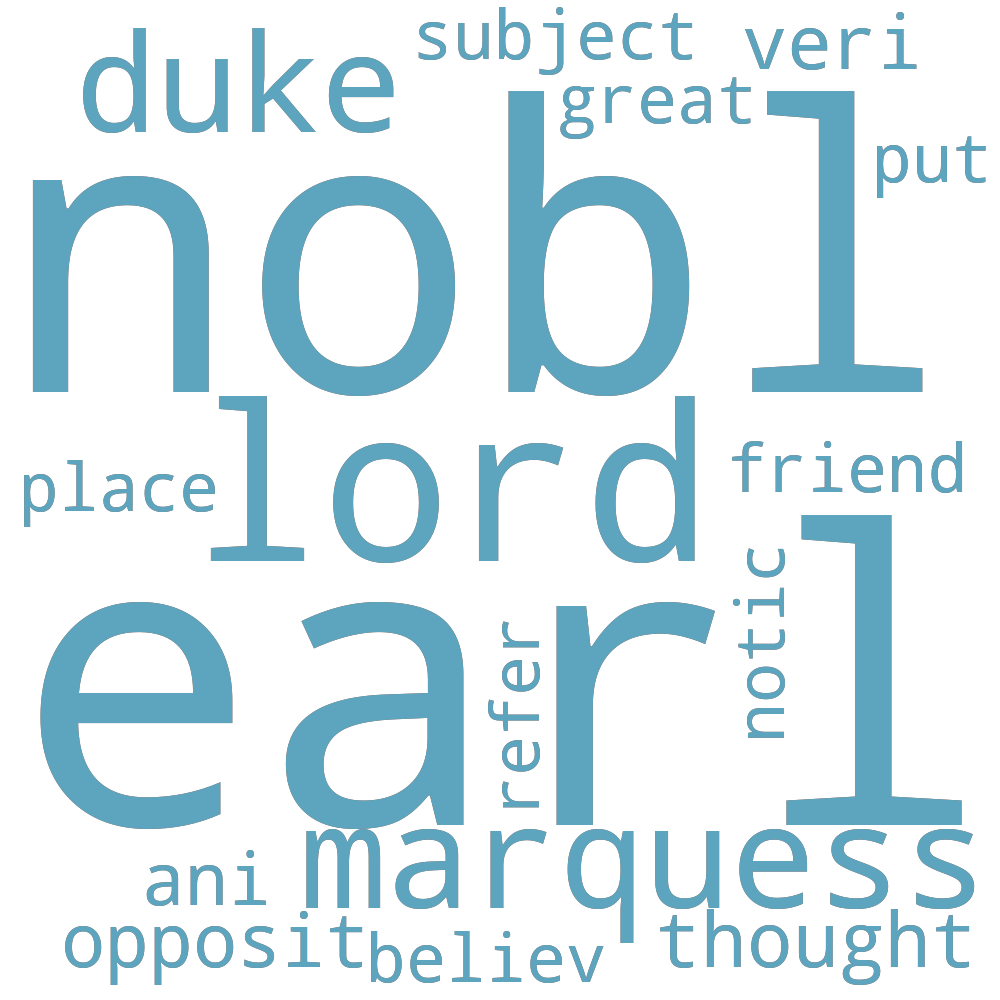 subject
veri
duke
great
put
nobl
lord
place
friend
earl
notic
refer
marquess
ani
opposit
believ
thought